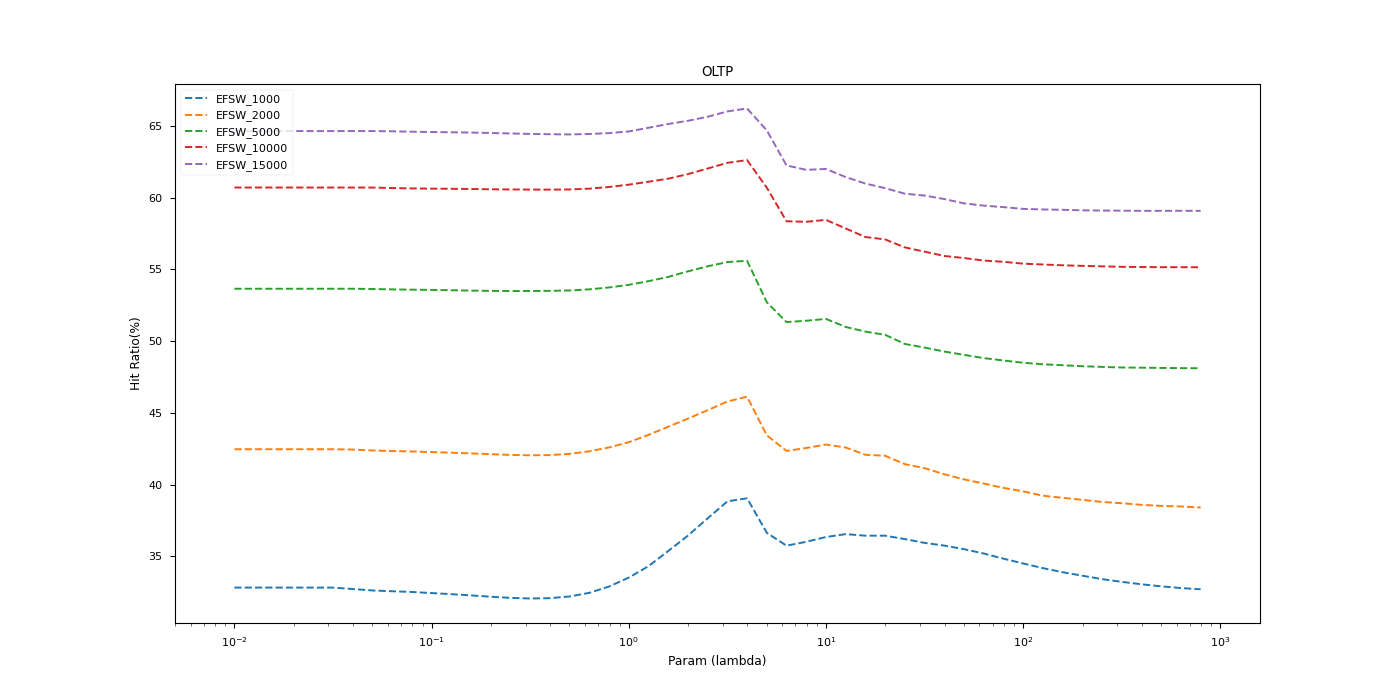 OLTP
EFSW_1000
EFSW_2000
EFSW_5000
EFSW_10000
EFSW_15000
65
60
55
50
45
40
35
Hit Ratio(%)
10⁻² 10⁻¹ 10⁰ 10¹ 10² 10³
Param (lambda)